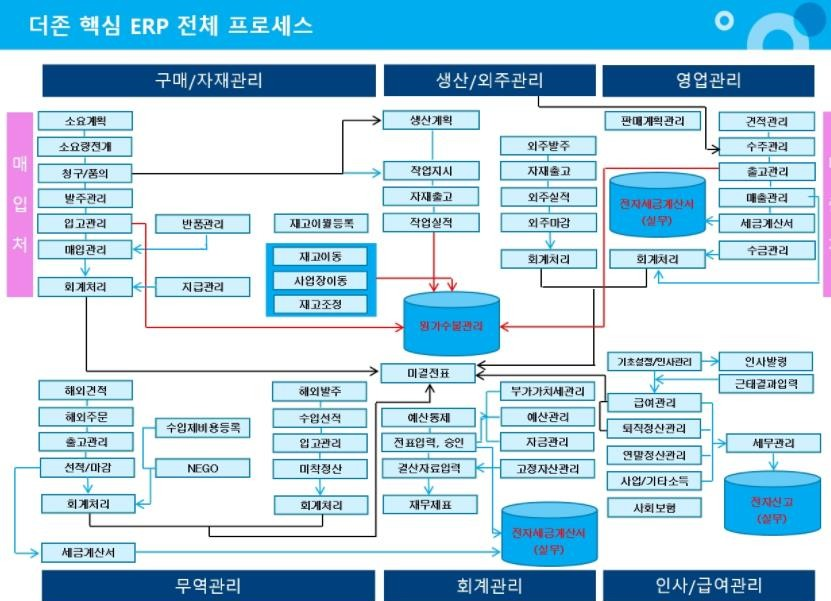 더존 핵심 ERP 전체 프로세스
구매/자재관리
생산/외주관리
영업관리
매입처
소요계획
소요량전개
청구/품의
발주관리
입고관리
매입관리
회계처리
반품관리
지급관리
재고이월등록
재고이동
사업장이동
재고조정
생산계획
작업지시
자재출고
작업실적
외주발주
자재출고
외주실적
외주마감
회계처리
판매계획관리
견적관리
수주관리
출고관리
매출관리
세금계산서
수금관리
회계처리
전자세금계산서
(실무)
원가수불관리
미결전표
해외견적
해외주문
출고관리
선적/마감
회계처리
세금계산서
수입제비용등록
NEGO
해외발주
수입선적
입고관리
미착정산
회계처리
예산통제
전표입력, 승인
결산자료입력
재무제표
부가가치세관리
예산관리
자금관리
고정자산관리
전자세금계산서
(실무)
기초설정/인사관리
급여관리
퇴직정산관리
연말정산관리
사업/기타소득
사회보험
인사발령
근태결과입력
세무관리
전자신고
(실무)
무역관리
회계관리
인사/급여관리